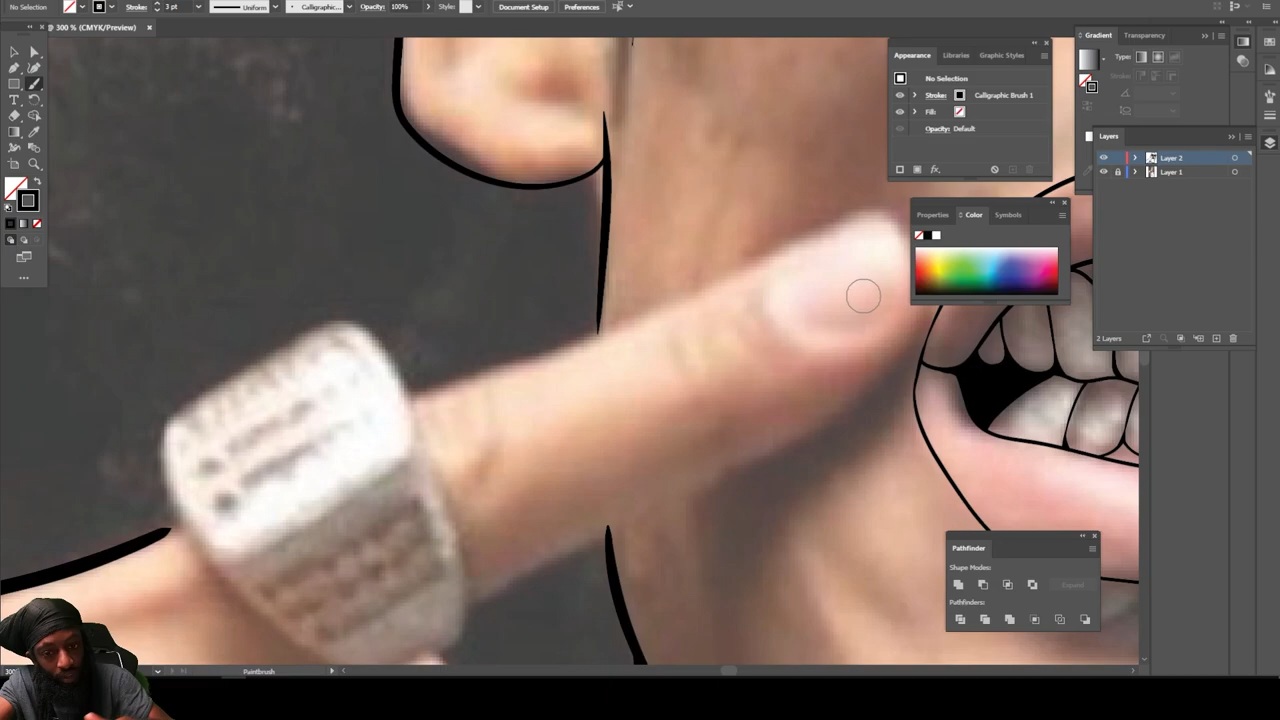 No Selection Stroke: 3 pt Uniform Calligraphic... Opacity: 100% Style: Document Setup Preferences
@ 300 % (CMYK/Preview)
Appearance Libraries Graphic Styles
No Selection
Stroke: Calligraphic Brush 1
Fill:
Opacity: Default
fx
Gradient Transparency
Type:
Stroke:
Layers
Layer 2
Layer 1
2 Layers
Properties Color Symbols
Pathfinder
Shape Modes:
Expand
Pathfinders:
Paintbrush